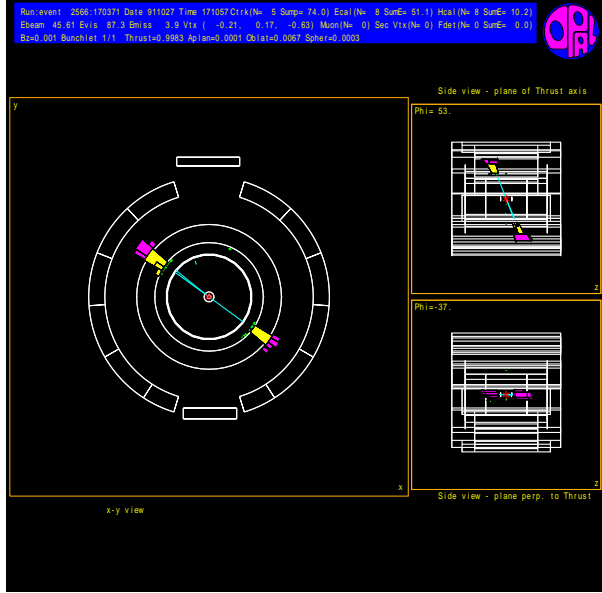 Run:event 2566:170371 Date 911027 Time 171057 Ctrk(N= 5 Sump= 74.0) Ecal(N= 8 SumE= 51.1) Hcal(N= 8 SumE= 10.2)
Ebeam 45.61 Evis 87.3 Emiss 3.9 Vtx ( -0.21, 0.17, -0.63) Muon(N= 0) Sec Vtx(N= 0) Fdet(N= 0 SumE= 0.0)
Bz=0.001 Bunchlet 1/1 Thrust=0.9983 Aplan=0.0001 Oblat=0.0067 Spher=0.0003
OPAL
Side view - plane of Thrust axis
y
Phi= 53.
z
Phi=-37.
x
z
Side view - plane perp. to Thrust
x-y view